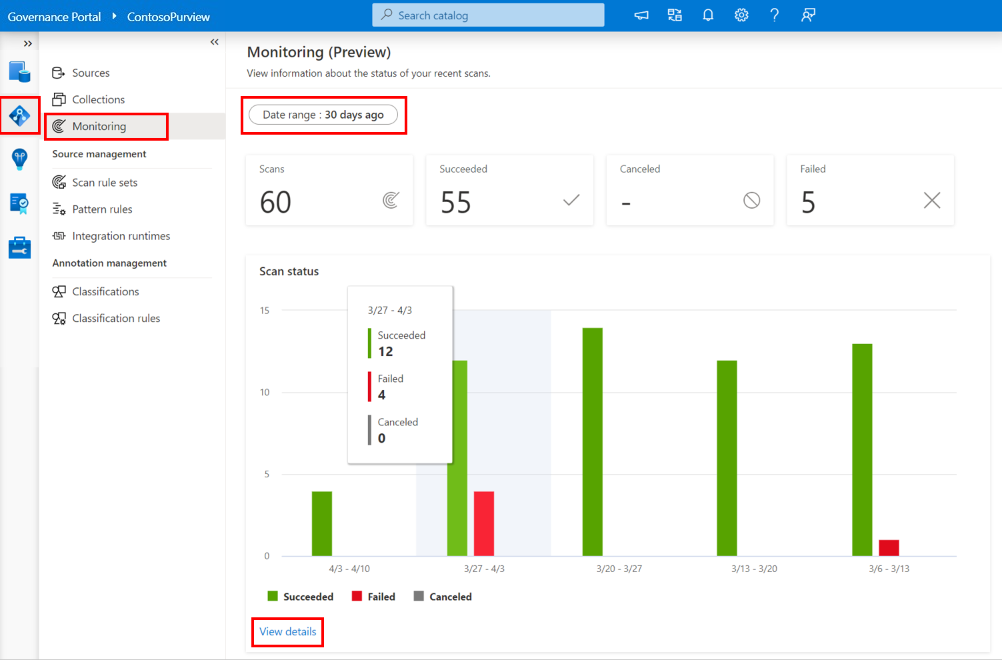 Governance Portal ContosoPurview
Search catalog
Sources
Collections
Monitoring
Source management
Scan rule sets
Pattern rules
Integration runtimes
Annotation management
Classifications
Classification rules
Monitoring (Preview)
View information about the status of your recent scans.
Date range : 30 days ago
Scans
60
Succeeded
55
Canceled
-
Failed
5
Scan status
15
10
5
0
3/27 - 4/3
Succeeded
12
Failed
4
Canceled
0
4/3 - 4/10 3/27 - 4/3 3/20 - 3/27 3/13 - 3/20 3/6 - 3/13
Succeeded Failed Canceled
View details